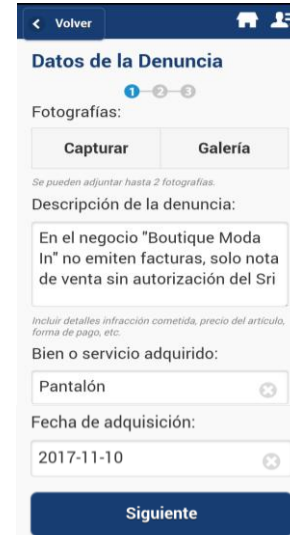 Volver
Datos de la Denuncia
1 2 3
Fotografías:
Capturar Galería
Se pueden adjuntar hasta 2 fotografías.
Descripción de la denuncia:
En el negocio "Boutique Moda
In" no emiten facturas, solo nota
de venta sin autorización del Sri
Incluir detalles infracción cometida, precio del artículo,
forma de pago, etc.
Bien o servicio adquirido:
Pantalón
Fecha de adquisición:
2017-11-10
Siguiente